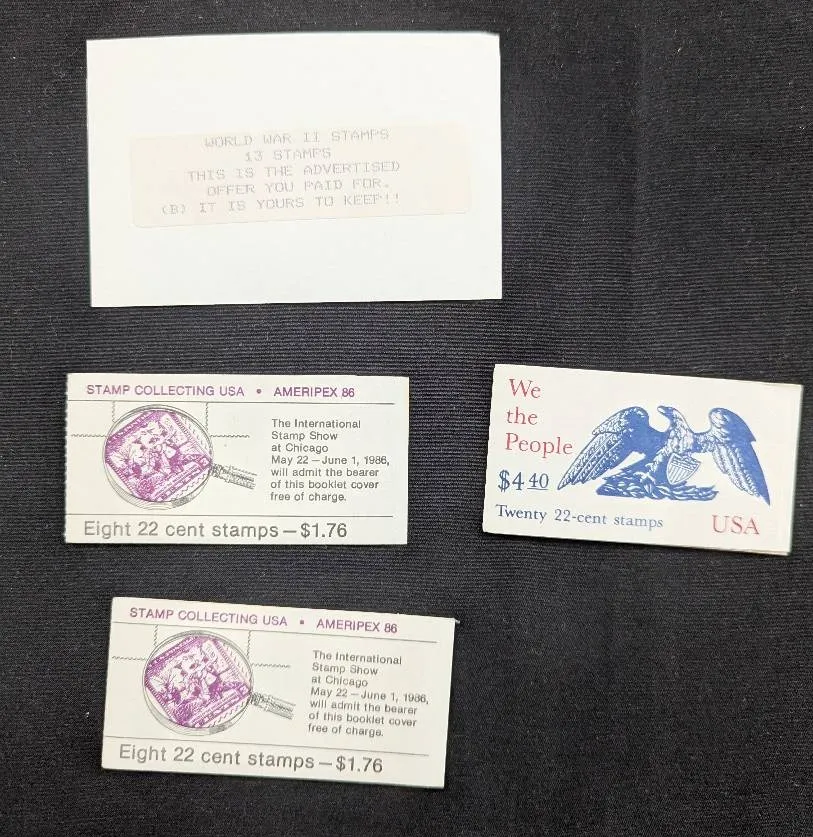 WORLD WAR II STAMPS
13 STAMPS
THIS IS THE ADVERTISED
OFFER YOU PAID FOR.
(B) IT IS YOURS TO KEEP!!
STAMP COLLECTING USA • AMERIPEX 86
The International
Stamp Show
at Chicago
May 22 – June 1, 1986,
will admit the bearer
of this booklet cover
free of charge.
Eight 22 cent stamps – $1.76
We
the
People
$4 40
Twenty 22-cent stamps
USA
STAMP COLLECTING USA • AMERIPEX 86
The International
Stamp Show
at Chicago
May 22 – June 1, 1986,
will admit the bearer
of this booklet cover
free of charge.
Eight 22 cent stamps – $1.76